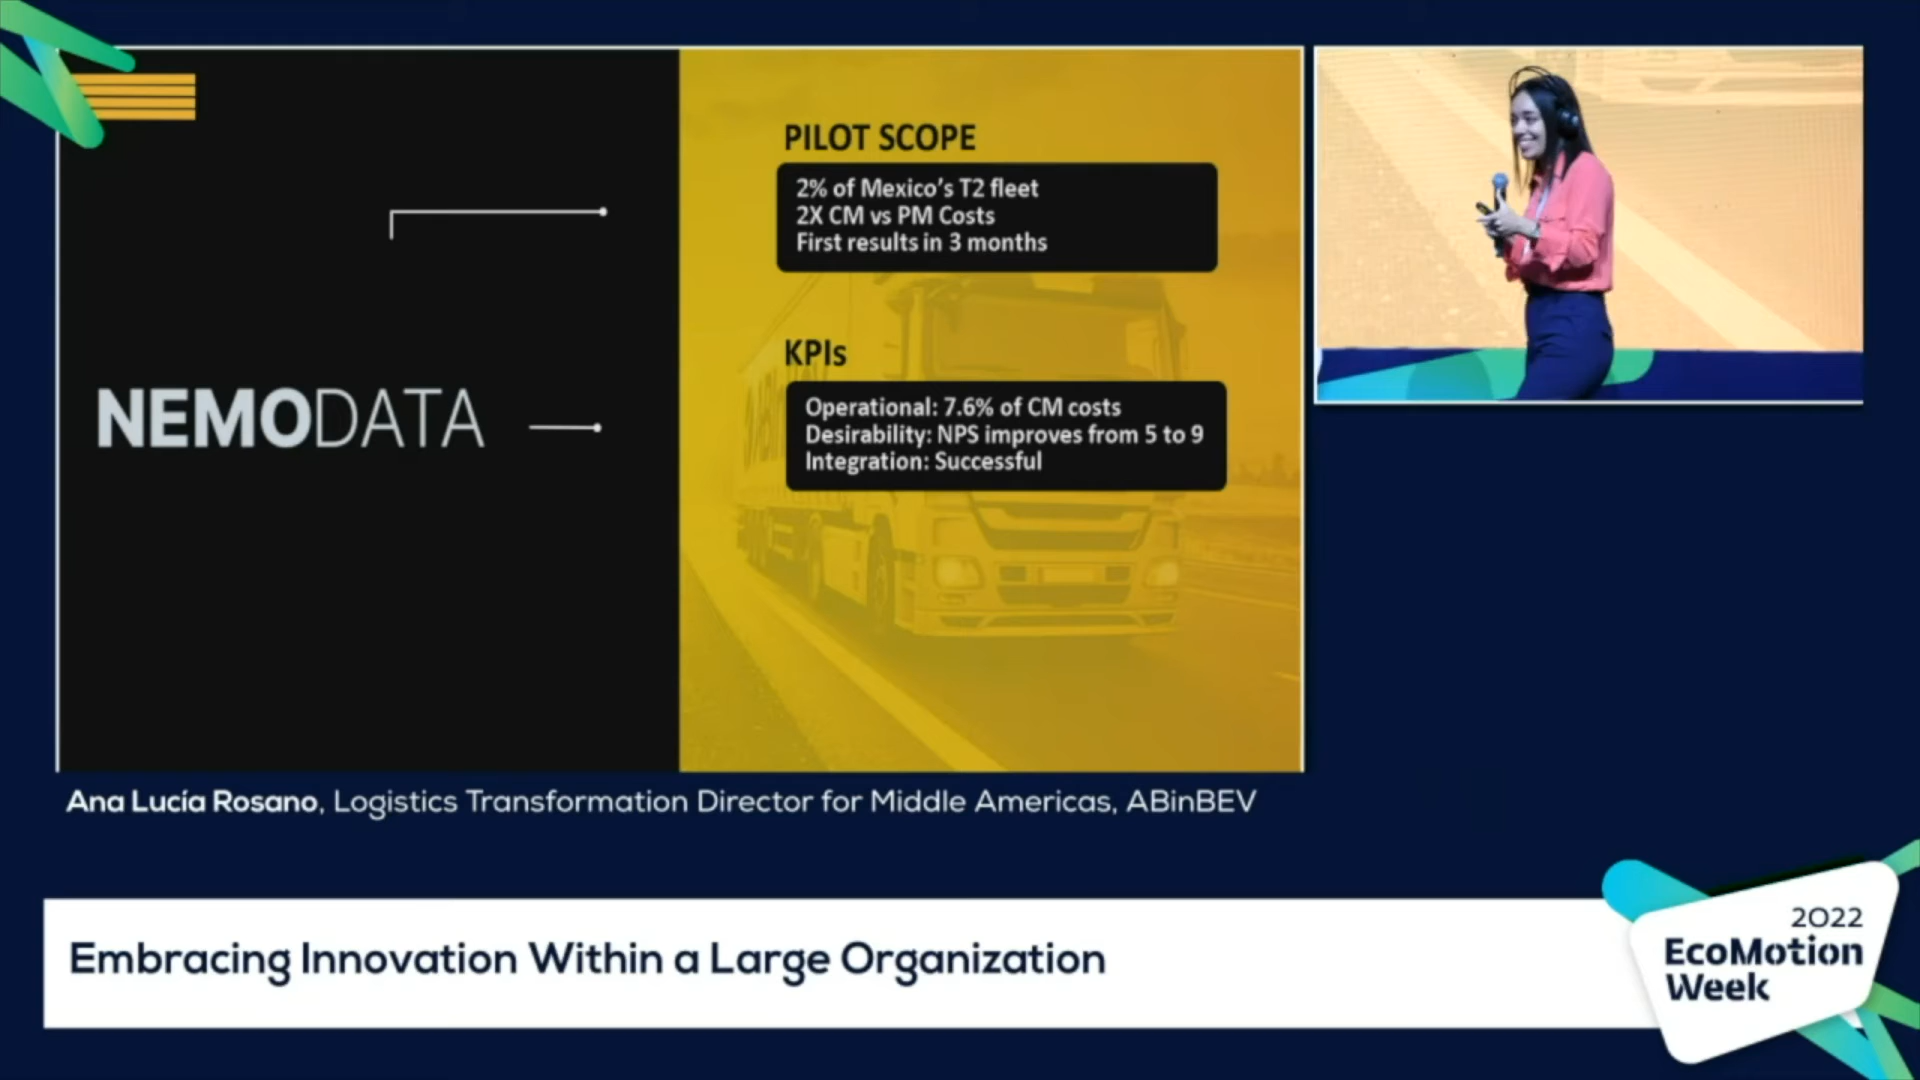 PILOT SCOPE
2% of Mexico's T2 fleet
2X CM vs PM Costs
First results in 3 months
NEMODATA
KPIs
Operational: 7.6% of CM costs
Desirability: NPS improves from 5 to 9
Integration: Successful
Ana Lucía Rosano, Logistics Transformation Director for Middle Americas, ABinBEV
Embracing Innovation Within a Large Organization
2022
EcoMotion
Week